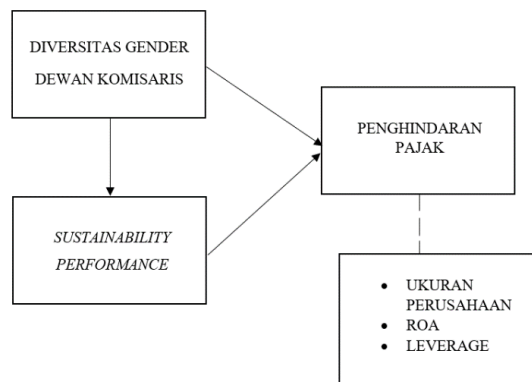 DIVERSITAS GENDER
DEWAN KOMISARIS
PENGHINDARAN
PAJAK
SUSTAINABILITY
PERFORMANCE
• UKURAN
PERUSAHAAN
• ROA
• LEVERAGE